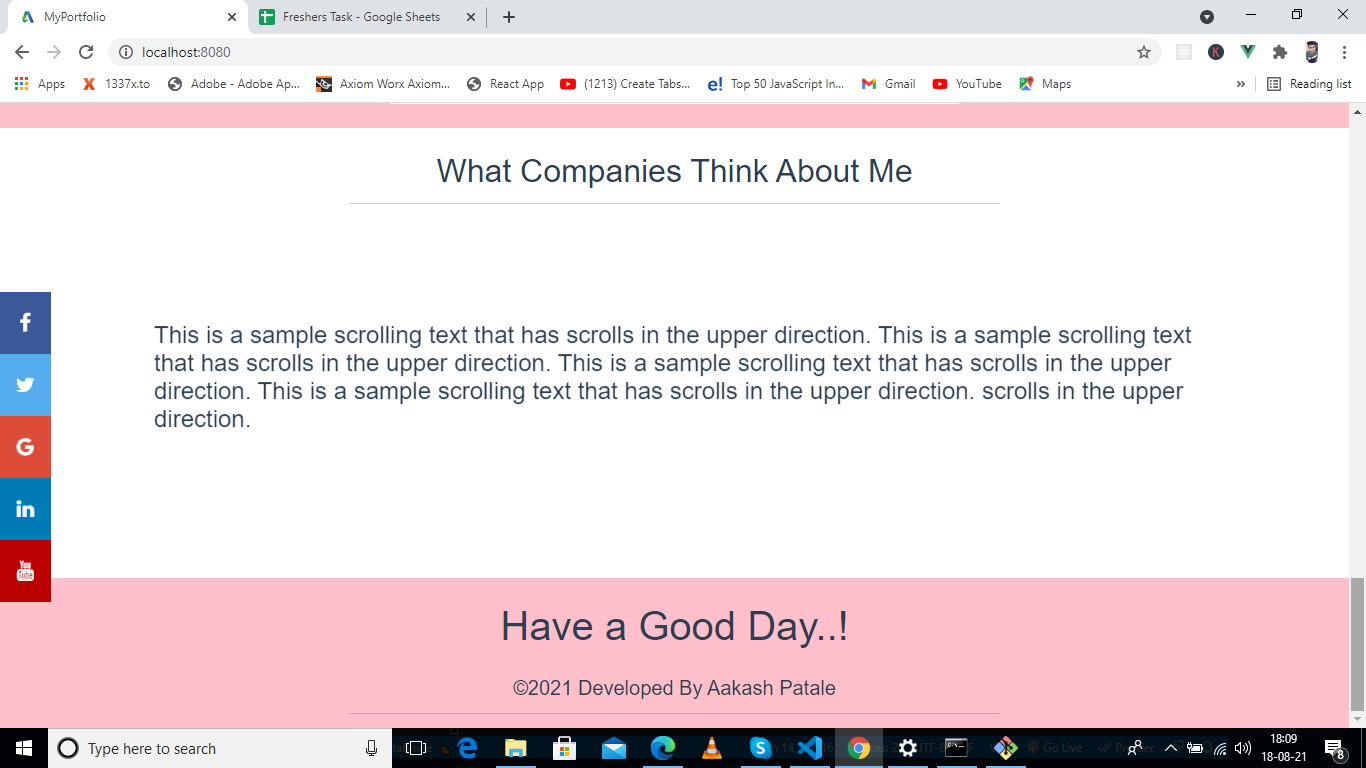 MyPortfolio
Freshers Task - Google Sheets
localhost:8080
Apps
1337x.to
Adobe - Adobe Ap...
Axiom Worx Axiom...
React App
(1213) Create Tabs...
e!
Top 50 JavaScript In...
Gmail
YouTube
Maps
»
Reading list
What Companies Think About Me
This is a sample scrolling text that has scrolls in the upper direction. This is a sample scrolling text
that has scrolls in the upper direction. This is a sample scrolling text that has scrolls in the upper
direction. This is a sample scrolling text that has scrolls in the upper direction. scrolls in the upper
direction.
f
G
in
You
Tube
Have a Good Day..!
©2021 Developed By Aakash Patale
Type here to search
Go Live
18:09
18-08-21
8